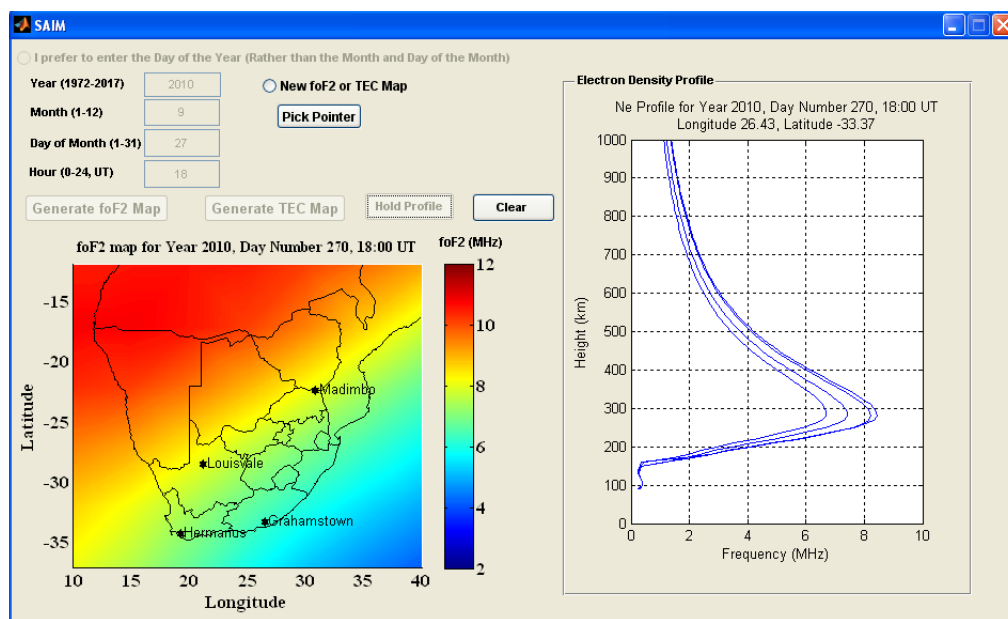 SAIM
I prefer to enter the Day of the Year (Rather than the Month and Day of the Month)
Year (1972-2017)
2010
New foF2 or TEC Map
Month (1-12)
9
Pick Pointer
Day of Month (1-31)
27
Hour (0-24, UT)
18
Generate foF2 Map
Generate TEC Map
Hold Profile
Clear
foF2 map for Year 2010, Day Number 270, 18:00 UT
foF2 (MHz)
-15
-20
-25
-30
-35
Latitude
Madimbo
Louisvale
Grahamstown
Hermanus
10
15
20
25
30
35
40
Longitude
12
10
8
6
4
2
Electron Density Profile
Ne Profile for Year 2010, Day Number 270, 18:00 UT
Longitude 26.43, Latitude -33.37
1000
900
800
700
600
500
400
300
200
100
0
Height (km)
0
2
4
6
8
10
Frequency (MHz)